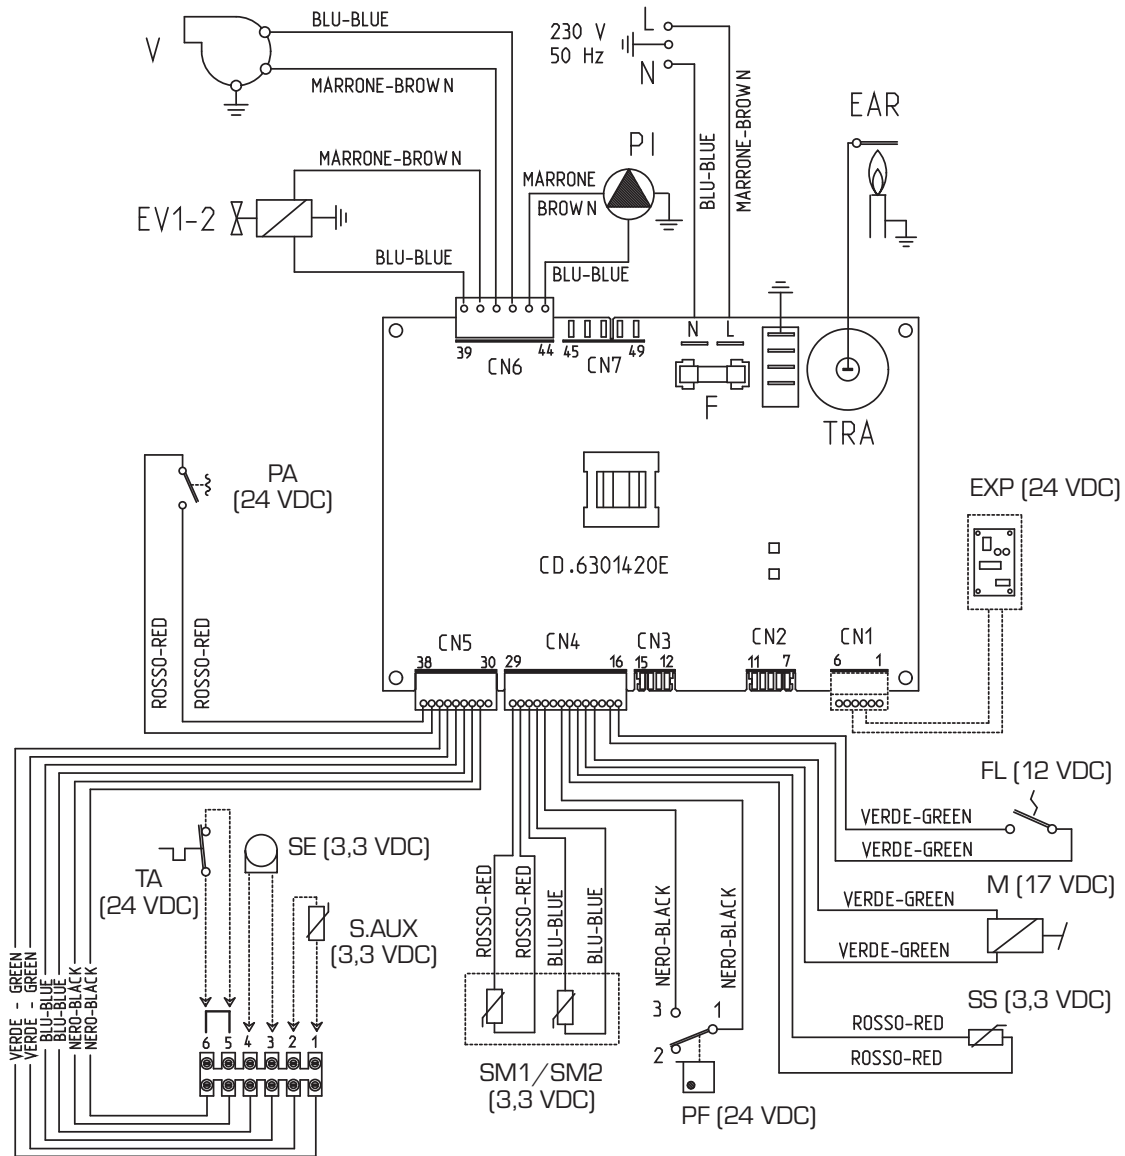 BLU-BLUE
V
MARRONE-BROWN
230 V
50 Hz
L
N
BLU-BLUE
MARRONE-BROWN
EAR
PI
MARRONE-BROWN
MARRONE
BROWN
EV1-2
BLU-BLUE
BLU-BLUE
N L
39 44 45 49
CN6 CN7
F
TRA
PA
(24 VDC)
EXP (24 VDC)
CD.6301420E
ROSSO-RED
ROSSO-RED
CN5 CN4 CN3 CN2 CN1
38 30 29 16 15 12 11 7 6 1
FL (12 VDC)
VERDE-GREEN
VERDE-GREEN
TA
(24 VDC)
SE (3,3 VDC)
S.AUX
(3,3 VDC)
M (17 VDC)
VERDE-GREEN
VERDE-GREEN
ROSSO-RED
ROSSO-RED
BLU-BLUE
BLU-BLUE
NERO-BLACK
NERO-BLACK
SS (3,3 VDC)
ROSSO-RED
ROSSO-RED
VERDE - GREEN
VERDE - GREEN
BLU-BLUE
BLU-BLUE
NERO-BLACK
NERO-BLACK
6 5 4 3 2 1
3 1
2
SM1/SM2
(3,3 VDC)
PF (24 VDC)